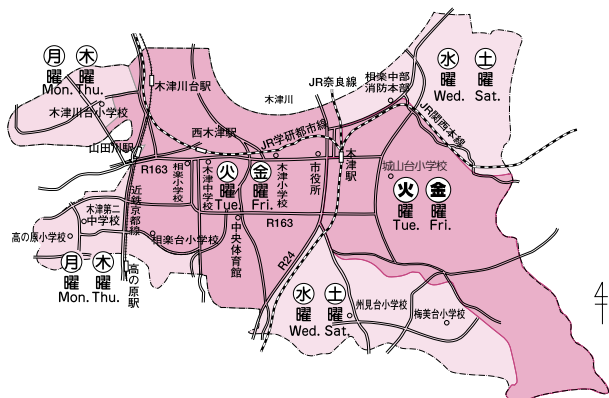 月曜 木曜
Mon. Thu.
木津川台小学校
木津川台駅
山田川駅
西木津駅
JR学研都市線
木津川
JR奈良線
相楽中部
消防本部
水曜 土曜
Wed. Sat.
JR関西本線
R163
相楽小学校
木津中学校
火曜 金曜
Tue. Fri.
木津小学校
市役所
木津駅
城山台小学校
火曜 金曜
Tue. Fri.
近鉄京都線
木津第二
中学校
高の原小学校
相楽台小学校
中央体育館
R163
R24
月曜 木曜
Mon. Thu.
高の原駅
水曜 土曜
Wed. Sat.
州見台小学校
梅美台小学校
4